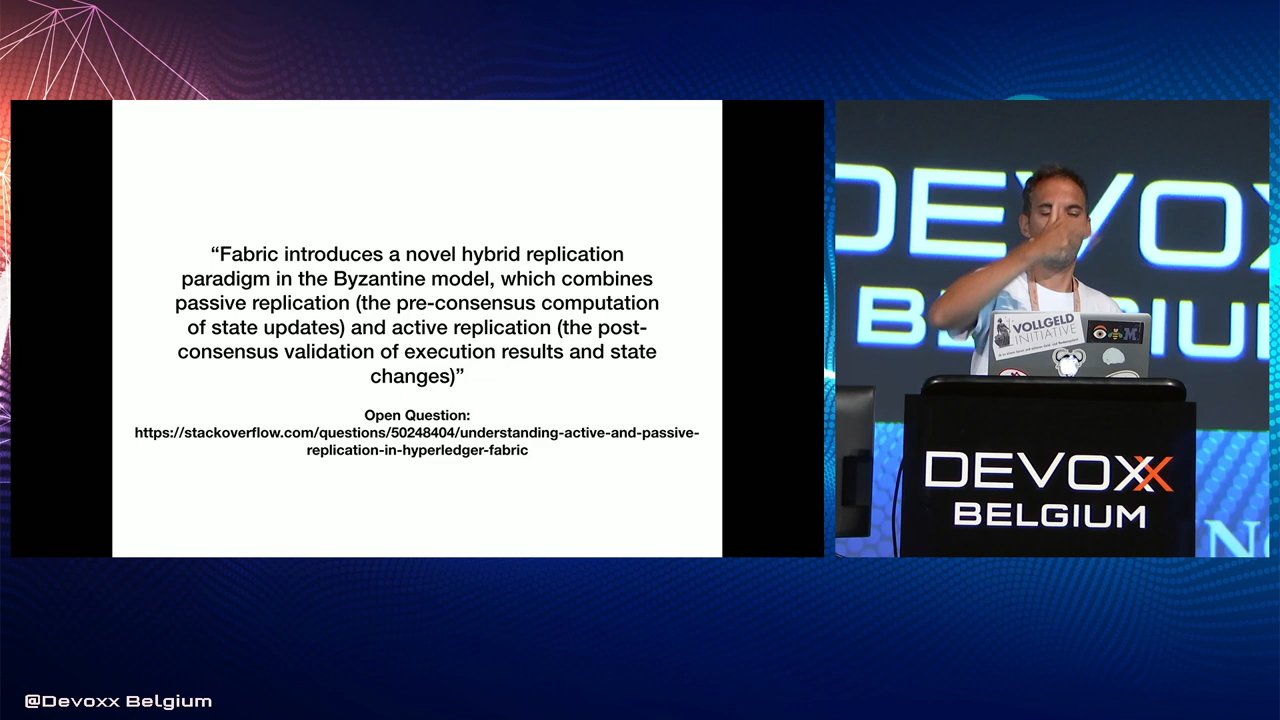 “Fabric introduces a novel hybrid replication
paradigm in the Byzantine model, which combines
passive replication (the pre-consensus computation
of state updates) and active replication (the post-
consensus validation of execution results and state
changes)”
Open Question:
https://stackoverflow.com/questions/50248404/understanding-active-and-passive-
replication-in-hyperledger-fabric
DEVOX
B
IU
VOLLGELD
INITIATIVE
M
DEVOXX
BELGIUM
N
@Devoxx Belgium